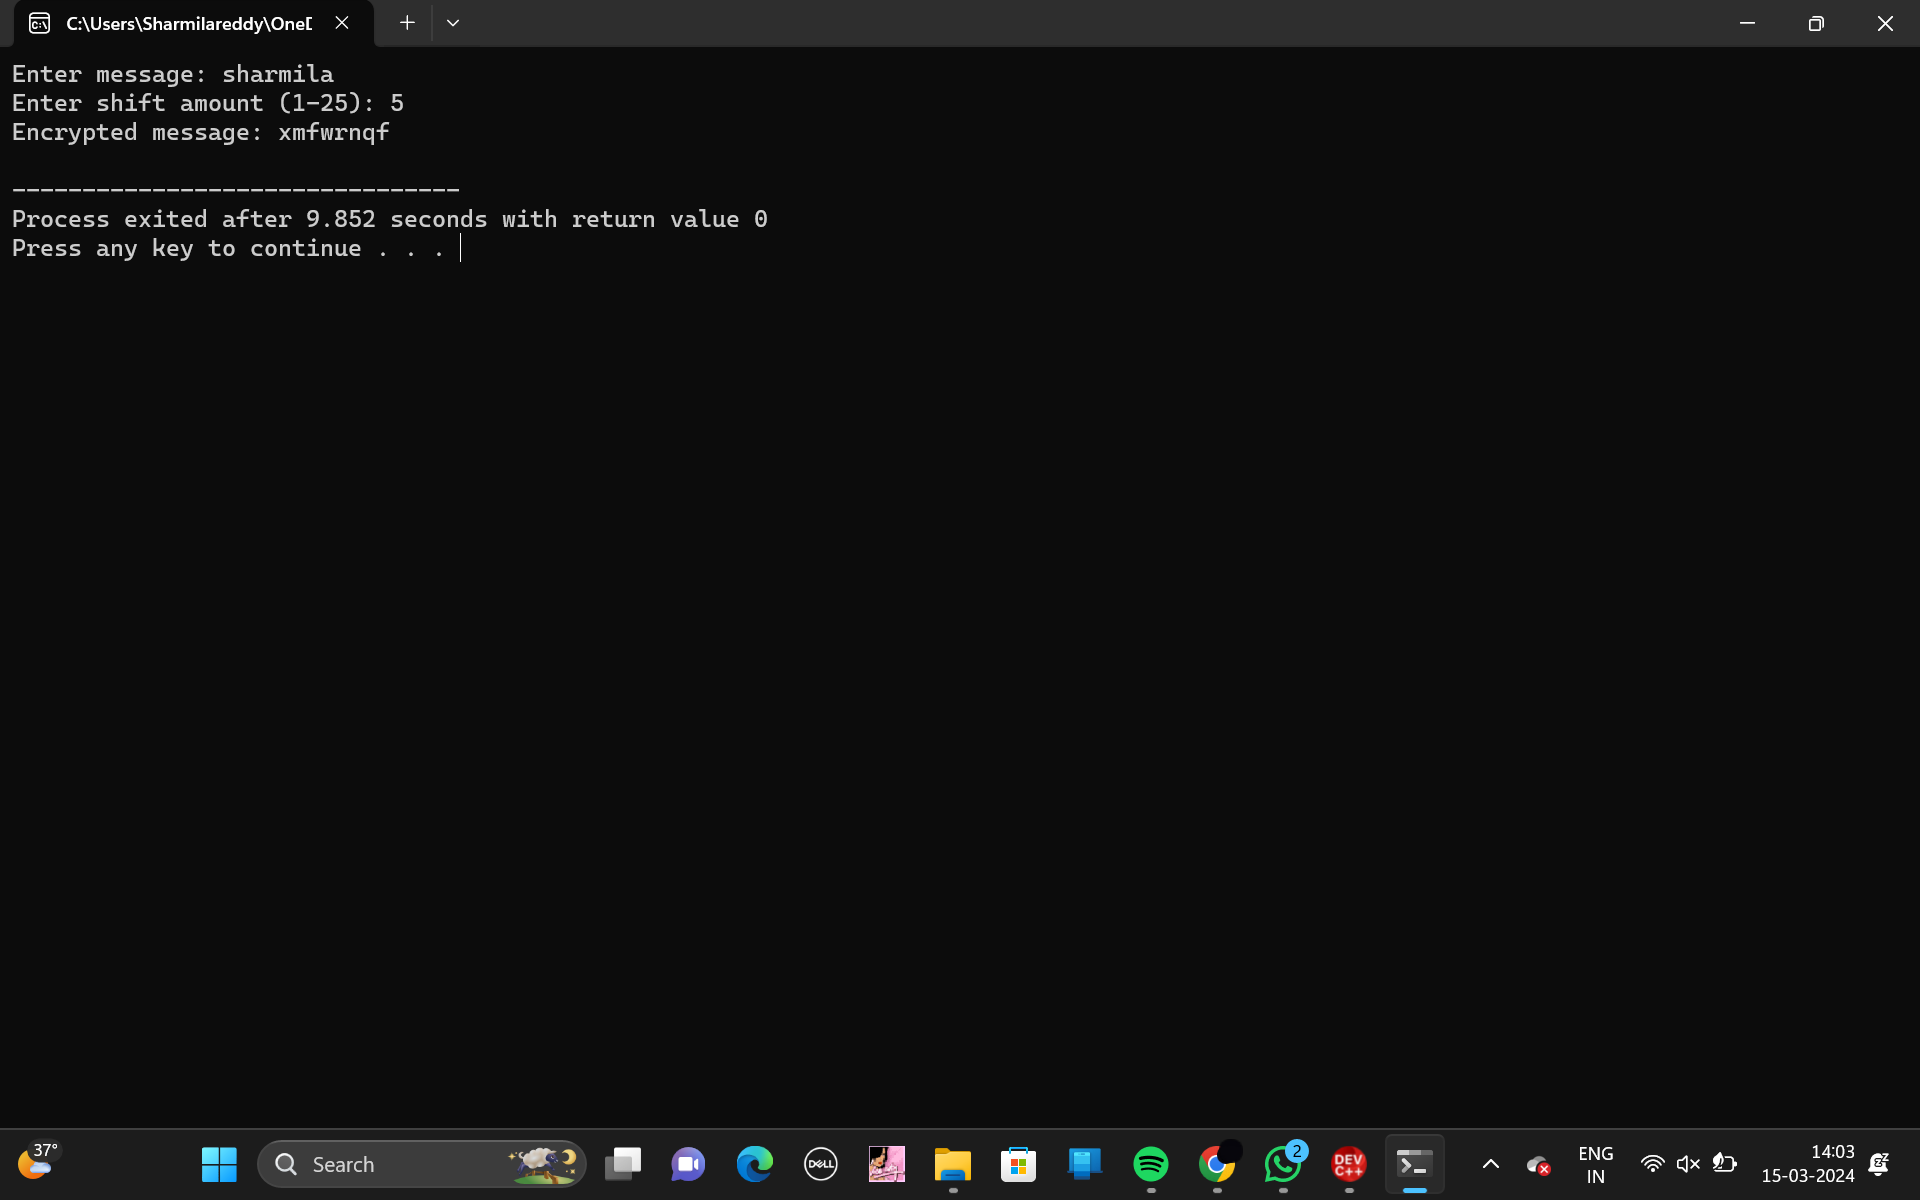 C:\Users\Sharmilareddy\OneD
Enter message: sharmila
Enter shift amount (1-25): 5
Encrypted message: xmfwrnqf
--------------------------------
Process exited after 9.852 seconds with return value 0
Press any key to continue . . .
37°
Search
DELL
2
DEV
C++
ENG
IN
14:03
15-03-2024